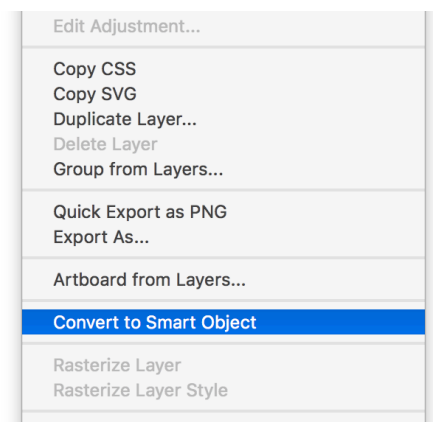 Edit Adjustment...
Copy CSS
Copy SVG
Duplicate Layer...
Delete Layer
Group from Layers...
Quick Export as PNG
Export As...
Artboard from Layers...
Convert to Smart Object
Rasterize Layer
Rasterize Layer Style